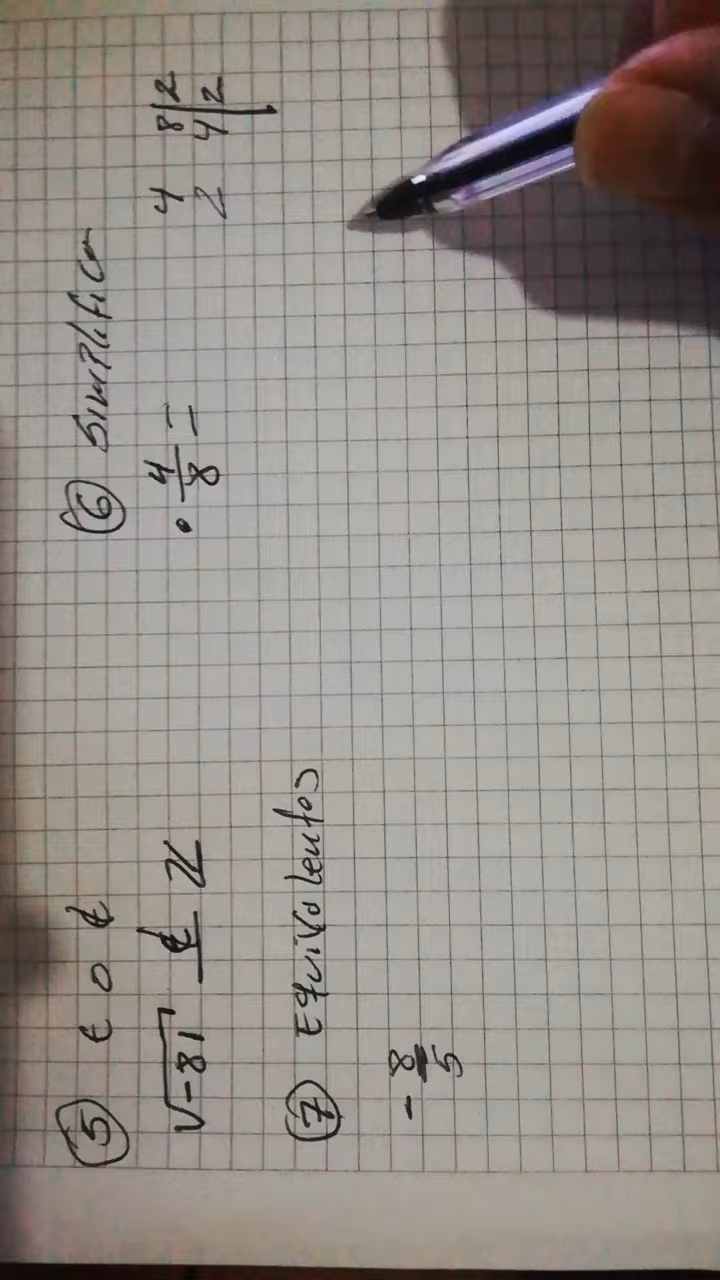 5 ∈ o ∉
√-81 ∉ ℤ
6 Simplificar
• 4/8 =
4 8|2
2 4|2
7 Equivalentes
- 8/5